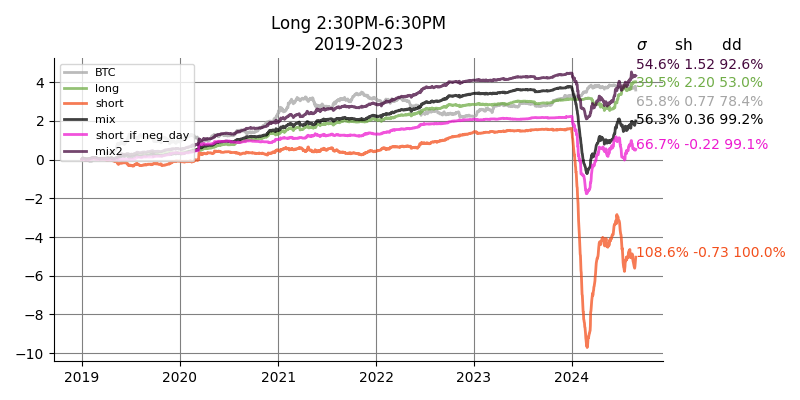 Long 2:30PM-6:30PM
2019-2023
σ sh dd
54.6% 1.52 92.6%
39.5% 2.20 53.0%
65.8% 0.77 78.4%
56.3% 0.36 99.2%
66.7% -0.22 99.1%
108.6% -0.73 100.0%
BTC
long
short
mix
short_if_neg_day
mix2
4
2
0
−2
−4
−6
−8
−10
2019 2020 2021 2022 2023 2024